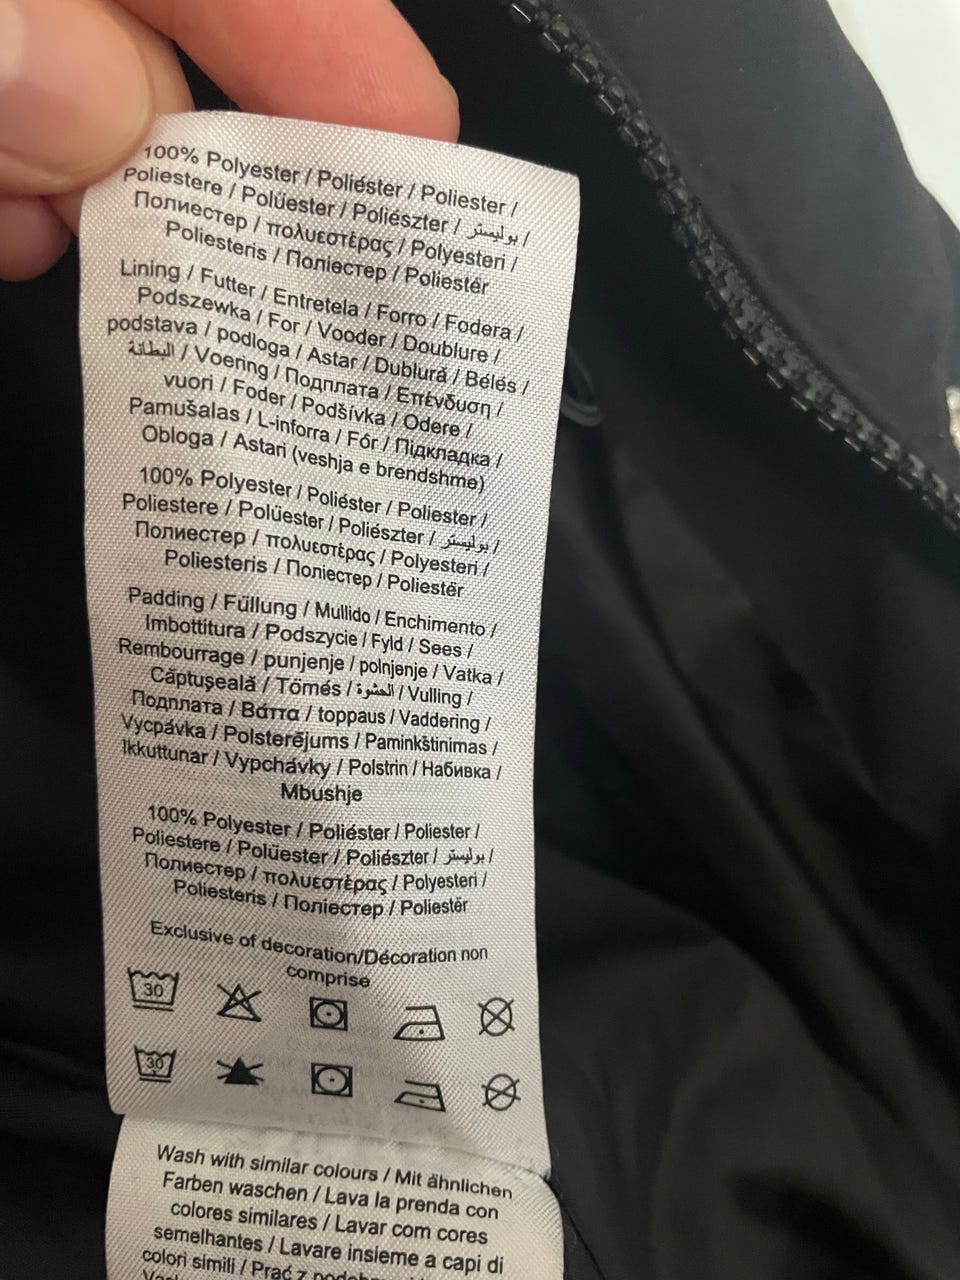 100% Polyester / Poliéster / Poliester /
Poliestere / Polüester / Poliészter / بوليستر /
Полиестер / πολυεστέρας / Polyesteri /
Poliesteris / Поліестер / Poliestër
Lining / Futter / Entretela / Forro / Fodera /
Podszewka / For / Vooder / Doublure /
podstava / podloga / Astar / Dublură / Bélés /
البطانة / Voering / Подплата / Επένδυση /
vuori / Foder / Podšívka / Odere /
Pamušalas / L-inforra / Fór / Підкладка /
Obloga / Astari (veshja e brendshme)
100% Polyester / Poliéster / Poliester /
Poliestere / Polüester / Poliészter / بوليستر /
Полиестер / πολυεστέρας / Polyesteri /
Poliesteris / Поліестер / Poliestër
Padding / Füllung / Mullido / Enchimento /
Imbottitura / Podszycie / Fyld / Sees /
Rembourrage / punjenje / polnjenje / Vatka /
Căptuşeală / Tömés / الحشوة / Vulling /
Подплата / Βάττα / toppaus / Vaddering /
Vycpávka / Polsterējums / Paminkštinimas /
Ikkuttunar / Vypchávky / Polstrin / Набивка /
Mbushje
100% Polyester / Poliéster / Poliester /
Poliestere / Polüester / Poliészter / بوليستر /
Полиестер / πολυεστέρας / Polyesteri /
Poliesteris / Поліестер / Poliestër
Exclusive of decoration/Décoration non
comprise
30
30
Wash with similar colours / Mit ähnlichen
Farben waschen / Lava la prenda con
colores similares / Lavar com cores
semelhantes / Lavare insieme a capi di
colori simili / Prać z